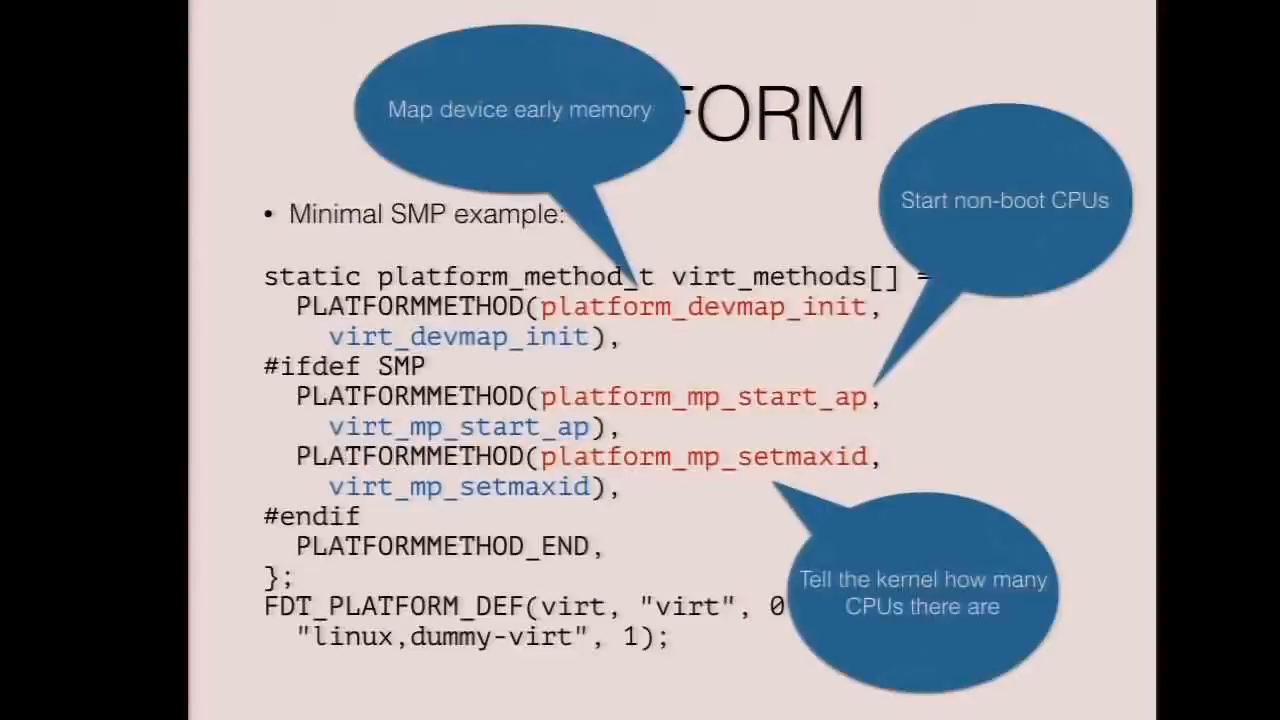 Map device early memory
FORM
Start non-boot CPUs
• Minimal SMP example:
static platform_method_t virt_methods[] =
PLATFORMMETHOD(platform_devmap_init,
virt_devmap_init),
#ifdef SMP
PLATFORMMETHOD(platform_mp_start_ap,
virt_mp_start_ap),
PLATFORMMETHOD(platform_mp_setmaxid,
virt_mp_setmaxid),
#endif
PLATFORMMETHOD_END,
};
Tell the kernel how many
CPUs there are
FDT_PLATFORM_DEF(virt, "virt", 0
"linux,dummy-virt", 1);